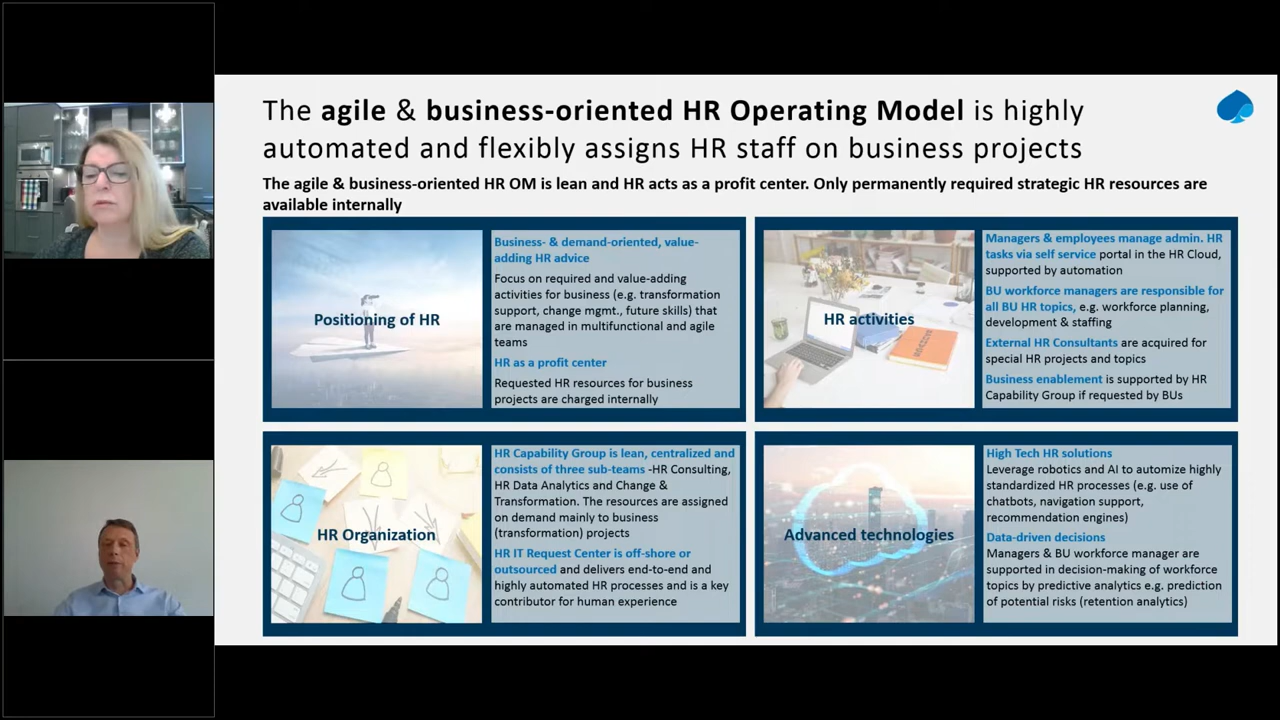 The agile & business-oriented HR Operating Model is highly
automated and flexibly assigns HR staff on business projects
The agile & business-oriented HR OM is lean and HR acts as a profit center. Only permanently required strategic HR resources are
available internally
Positioning of HR
Business- & demand-oriented, value-
adding HR advice
Focus on required and value-adding
activities for business (e.g. transformation
support, change mgmt., future skills) that
are managed in multifunctional and agile
teams
HR as a profit center
Requested HR resources for business
projects are charged internally
HR activities
Managers & employees manage admin. HR
tasks via self service portal in the HR Cloud,
supported by automation
BU workforce managers are responsible for
all BU HR topics, e.g. workforce planning,
development & staffing
External HR Consultants are acquired for
special HR projects and topics
Business enablement is supported by HR
Capability Group if requested by BUs
HR Organization
HR Capability Group is lean, centralized and
consists of three sub-teams -HR Consulting,
HR Data Analytics and Change &
Transformation. The resources are assigned
on demand mainly to business
(transformation) projects
HR IT Request Center is off-shore or
outsourced and delivers end-to-end and
highly automated HR processes and is a key
contributor for human experience
Advanced technologies
High Tech HR solutions
Leverage robotics and AI to automize highly
standardized HR processes (e.g. use of
chatbots, navigation support,
recommendation engines)
Data-driven decisions
Managers & BU workforce manager are
supported in decision-making of workforce
topics by predictive analytics e.g. prediction
of potential risks (retention analytics)